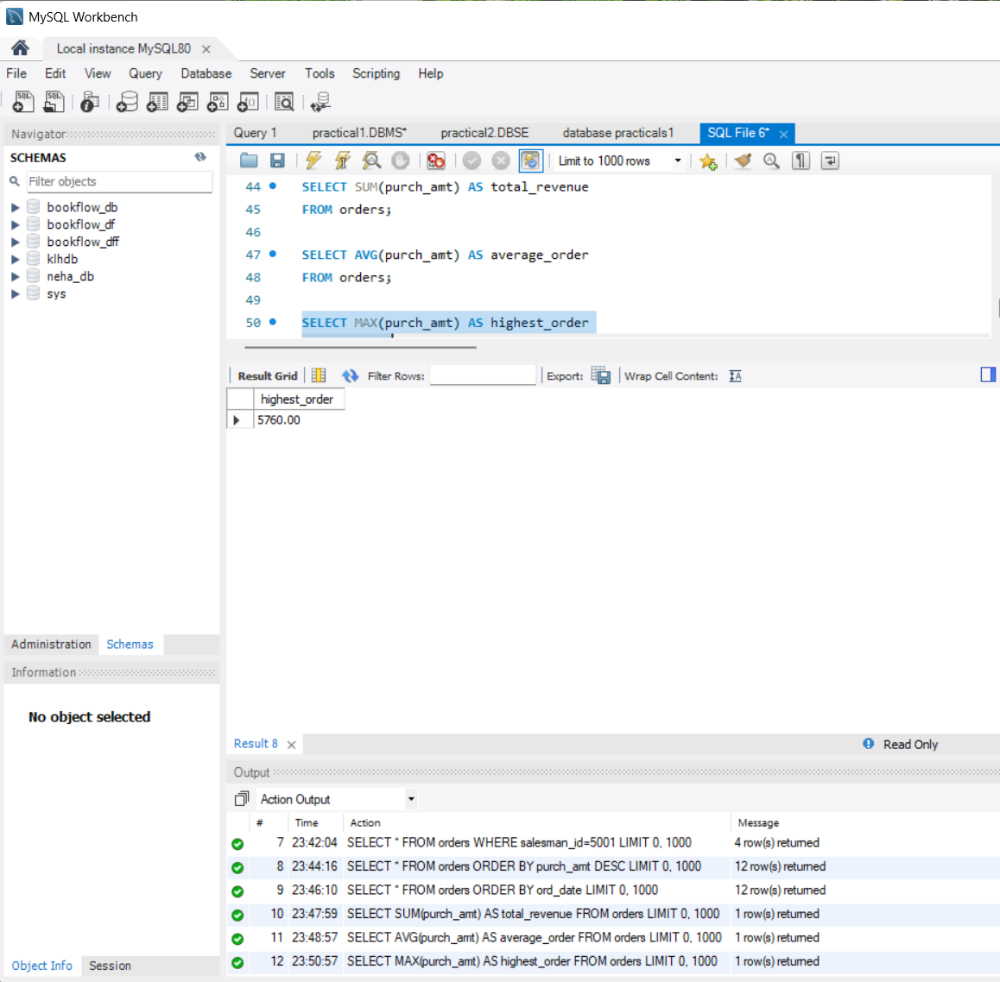 MySQL Workbench
Local instance MySQL80
File Edit View Query Database Server Tools Scripting Help
Navigator
SCHEMAS
Filter objects
bookflow_db
bookflow_df
bookflow_dff
klhdb
neha_db
sys
Administration Schemas
Information
No object selected
Object Info Session
Query 1 practical1.DBMS* practical2.DBSE database practicals1 SQL File 6*
Limit to 1000 rows
44 SELECT SUM(purch_amt) AS total_revenue
45 FROM orders;
46
47 SELECT AVG(purch_amt) AS average_order
48 FROM orders;
49
50 SELECT MAX(purch_amt) AS highest_order
Result Grid Filter Rows: Export: Wrap Cell Content:
highest_order
5760.00
Result 8 Read Only
Output
Action Output
# Time Action Message
7 23:42:04 SELECT * FROM orders WHERE salesman_id=5001 LIMIT 0, 1000 4 row(s) returned
8 23:44:16 SELECT * FROM orders ORDER BY purch_amt DESC LIMIT 0, 1000 12 row(s) returned
9 23:46:10 SELECT * FROM orders ORDER BY ord_date LIMIT 0, 1000 12 row(s) returned
10 23:47:59 SELECT SUM(purch_amt) AS total_revenue FROM orders LIMIT 0, 1000 1 row(s) returned
11 23:48:57 SELECT AVG(purch_amt) AS average_order FROM orders LIMIT 0, 1000 1 row(s) returned
12 23:50:57 SELECT MAX(purch_amt) AS highest_order FROM orders LIMIT 0, 1000 1 row(s) returned